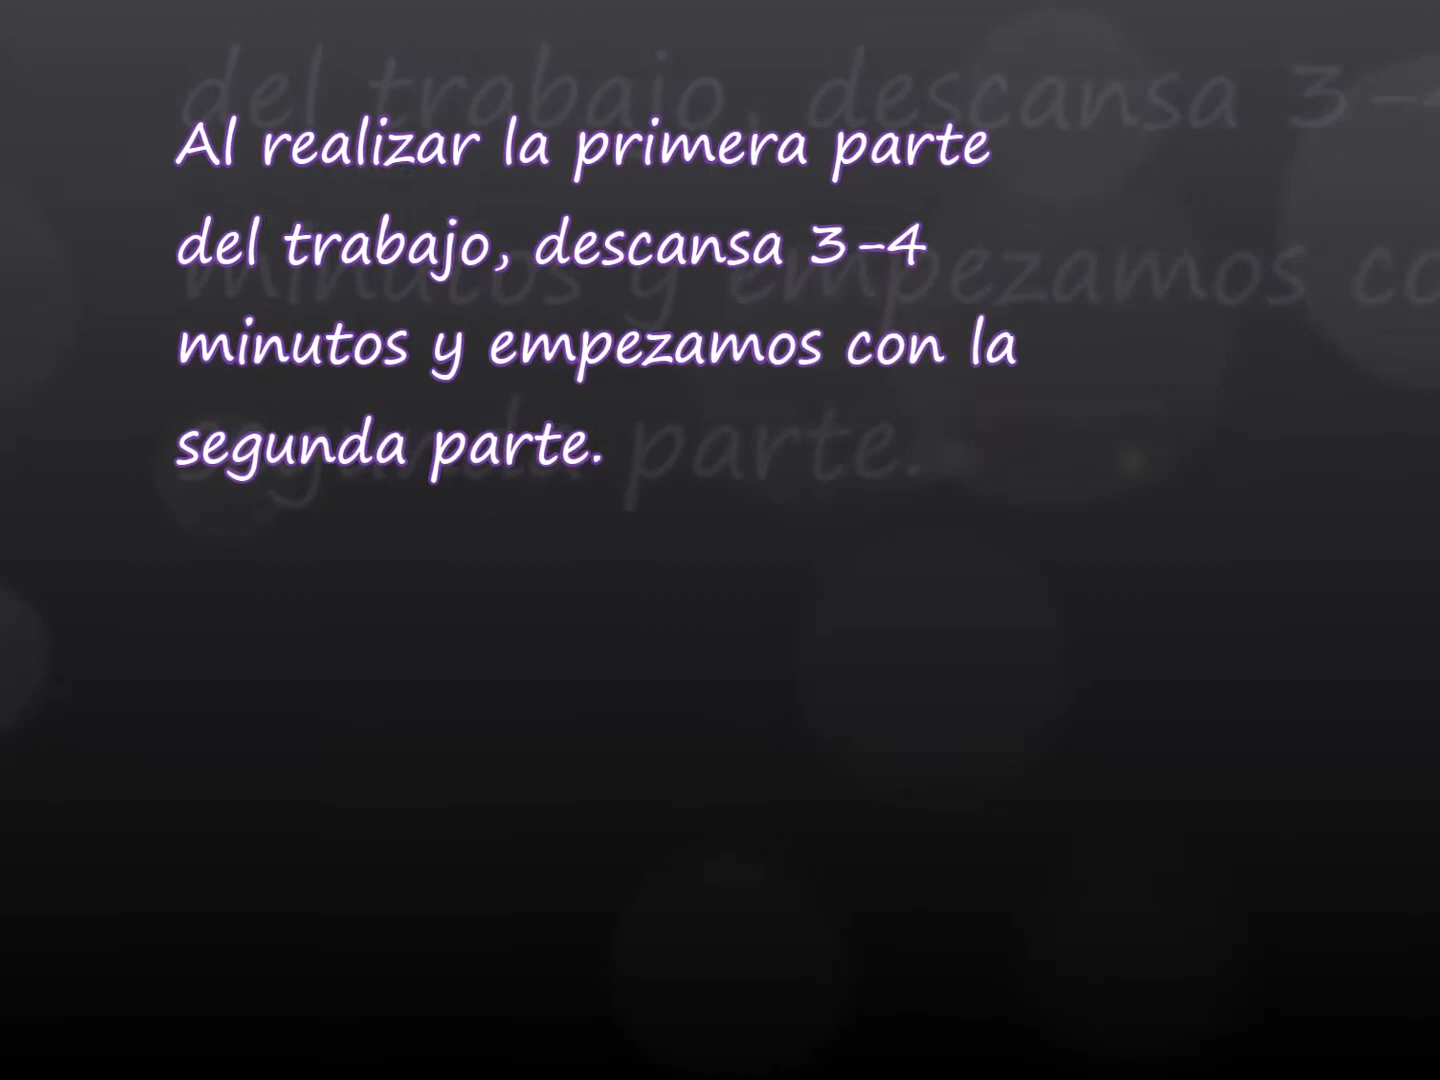 Al realizar la primera parte
del trabajo, descansa 3-4
minutos y empezamos con la
segunda parte.